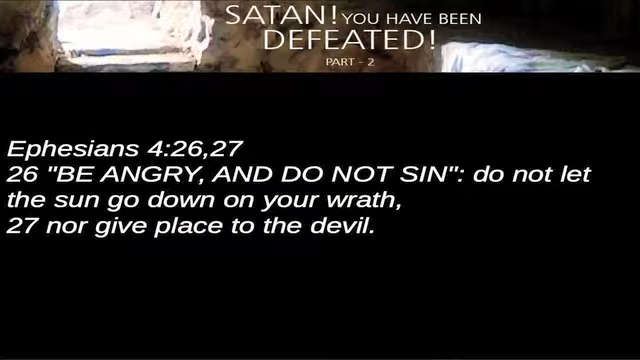 SATAN! YOU HAVE BEEN
DEFEATED!
PART - 2
Ephesians 4:26,27
26 "BE ANGRY, AND DO NOT SIN": do not let
the sun go down on your wrath,
27 nor give place to the devil.